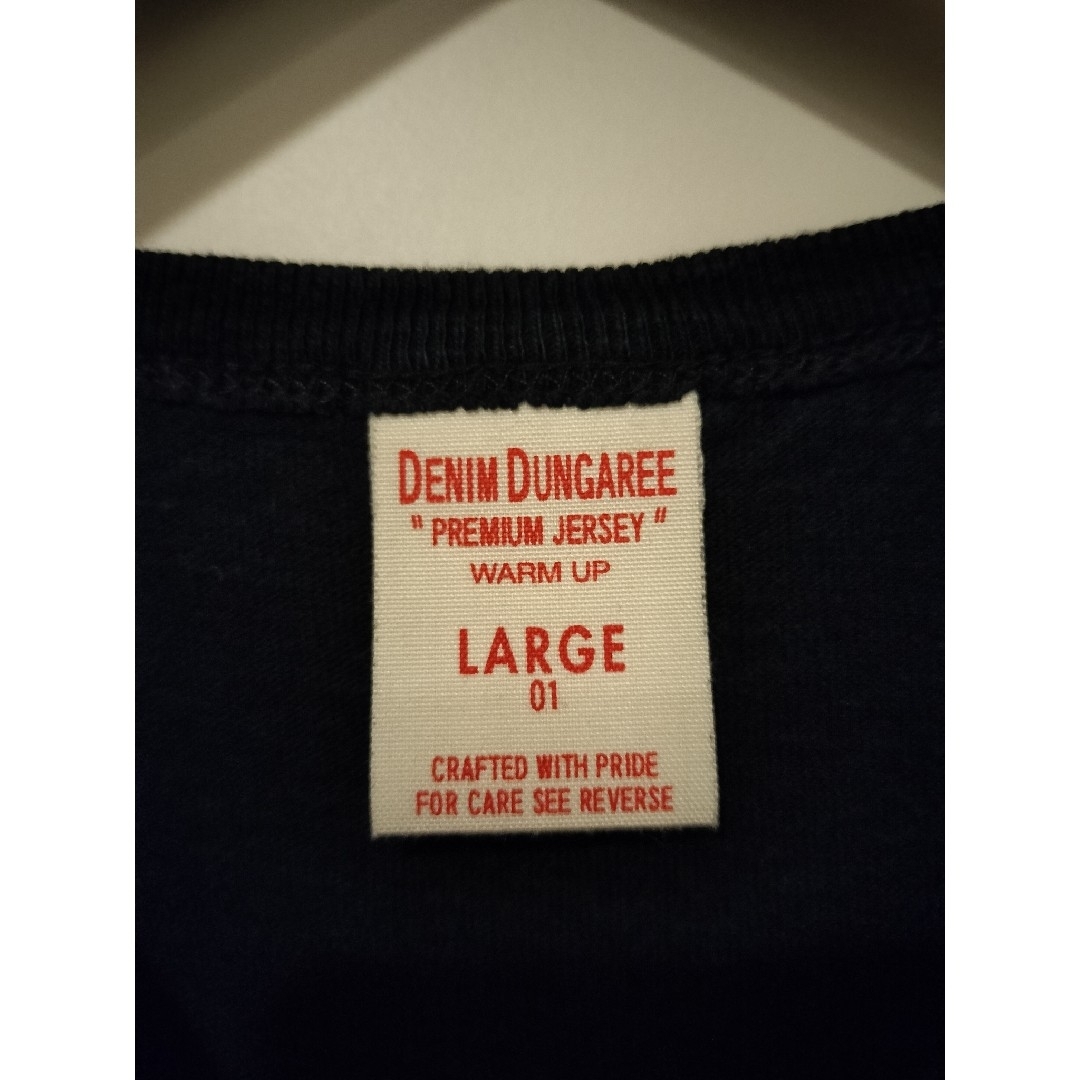 DENIM DUNGAREE
" PREMIUM JERSEY "
WARM UP
LARGE
01
CRAFTED WITH PRIDE
FOR CARE SEE REVERSE